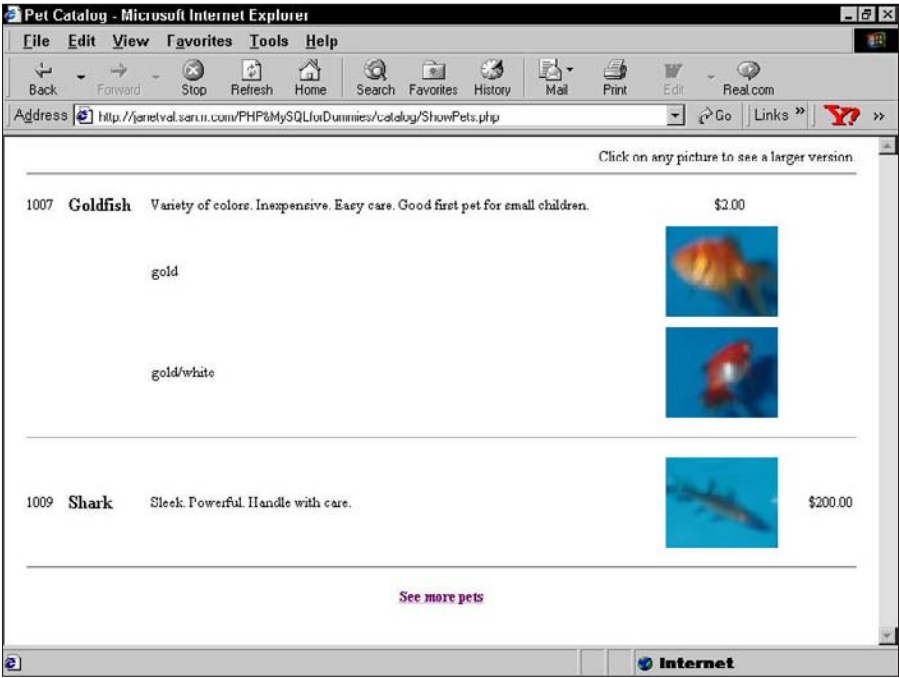 Pet Catalog - Microsoft Internet Explorer
File Edit View Favorites Tools Help
Back Forward Stop Refresh Home Search Favorites History Mail Print Edit Real.com
Address http://janetval.san.rr.com/PHP&MySQLforDummies/catalog/ShowPets.php Go Links »
Y! »
Click on any picture to see a larger version.
1007 Goldfish Variety of colors. Inexpensive. Easy care. Good first pet for small children. $2.00
gold
gold/white
1009 Shark Sleek. Powerful. Handle with care. $200.00
See more pets
Internet